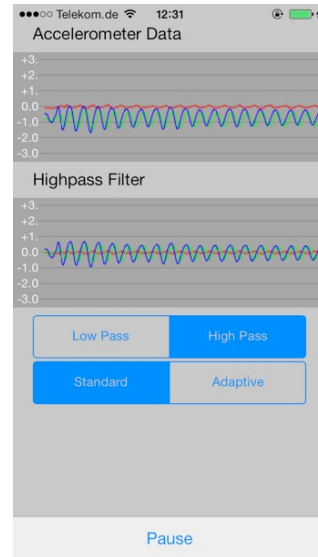 Telekom.de 12:31
Accelerometer Data
+3.
+2.
+1.
0.0
-1.0
-2.0
-3.0
Highpass Filter
+3.
+2.
+1.
0.0
-1.0
-2.0
-3.0
Low Pass High Pass
Standard Adaptive
Pause